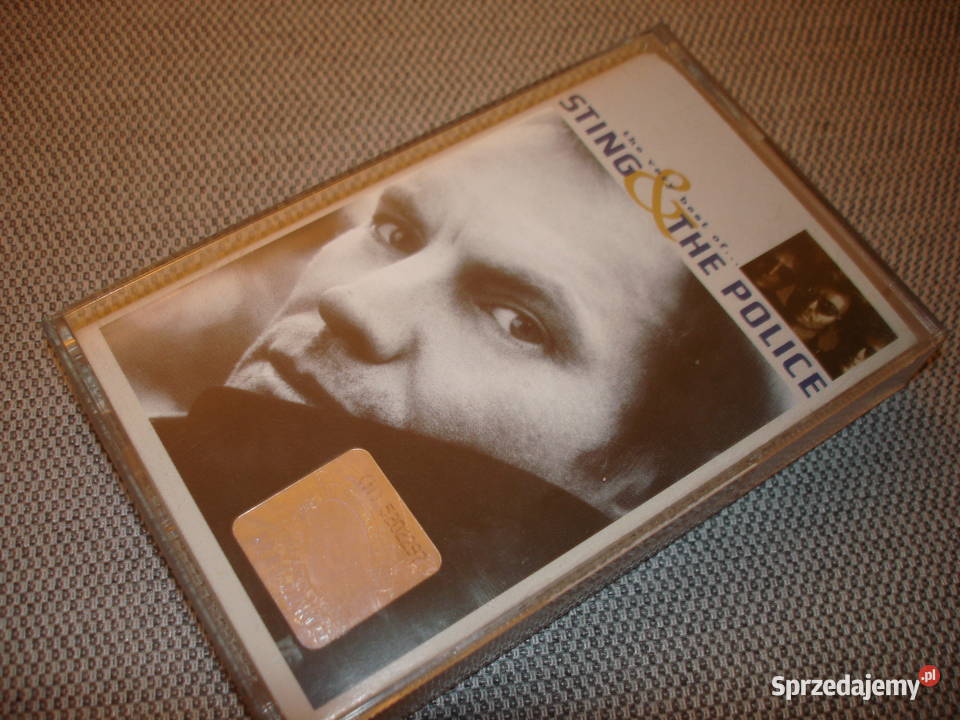 the very best of...
STING
&
THE POLICE
Sprzedajemy.pl